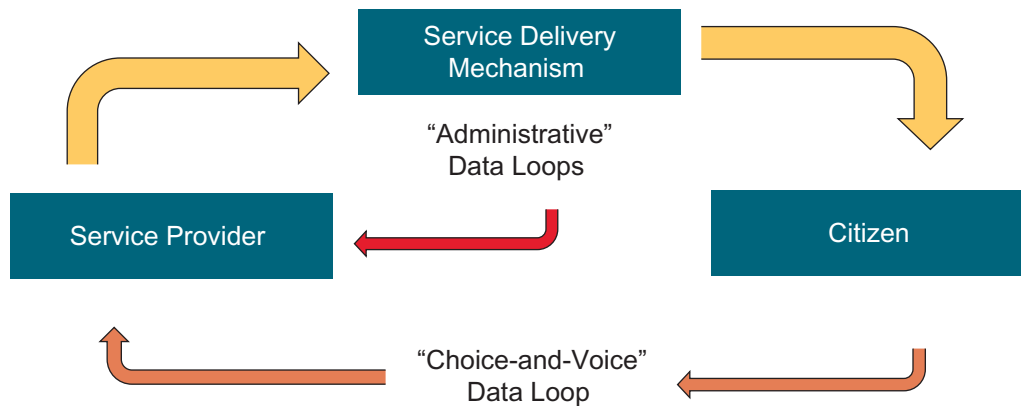 Service Delivery
Mechanism
“Administrative”
Data Loops
Service Provider
Citizen
“Choice-and-Voice”
Data Loop